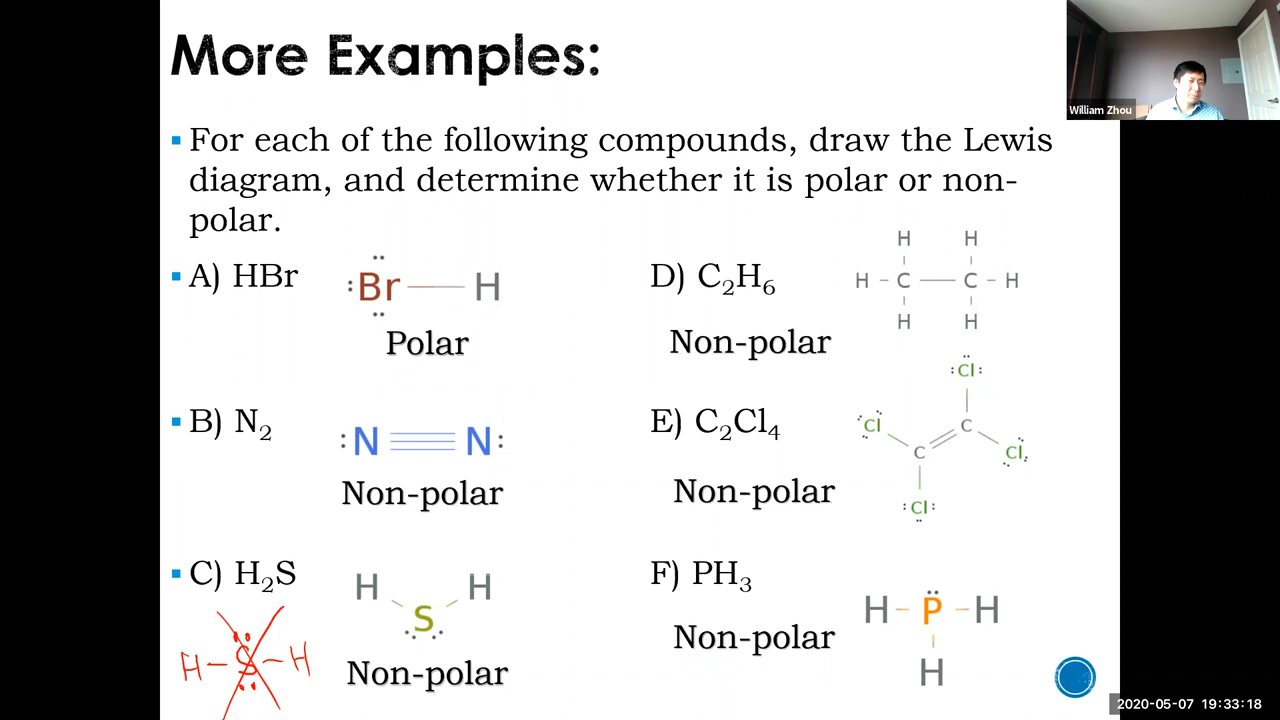 More Examples:
William Zhou
▪ For each of the following compounds, draw the Lewis
diagram, and determine whether it is polar or non-
polar.
▪ A) HBr
:Br — H
Polar
▪ B) N₂
:N ≡ N:
Non-polar
▪ C) H₂S
H H
S
Non-polar
H–S–H
D) C₂H₆
H H
H – C — C – H
H H
Non-polar
E) C₂Cl₄
:Cl:
Cl C
C Cl
:Cl:
Non-polar
F) PH₃
H – P – H
H
Non-polar
2020-05-07 19:33:18